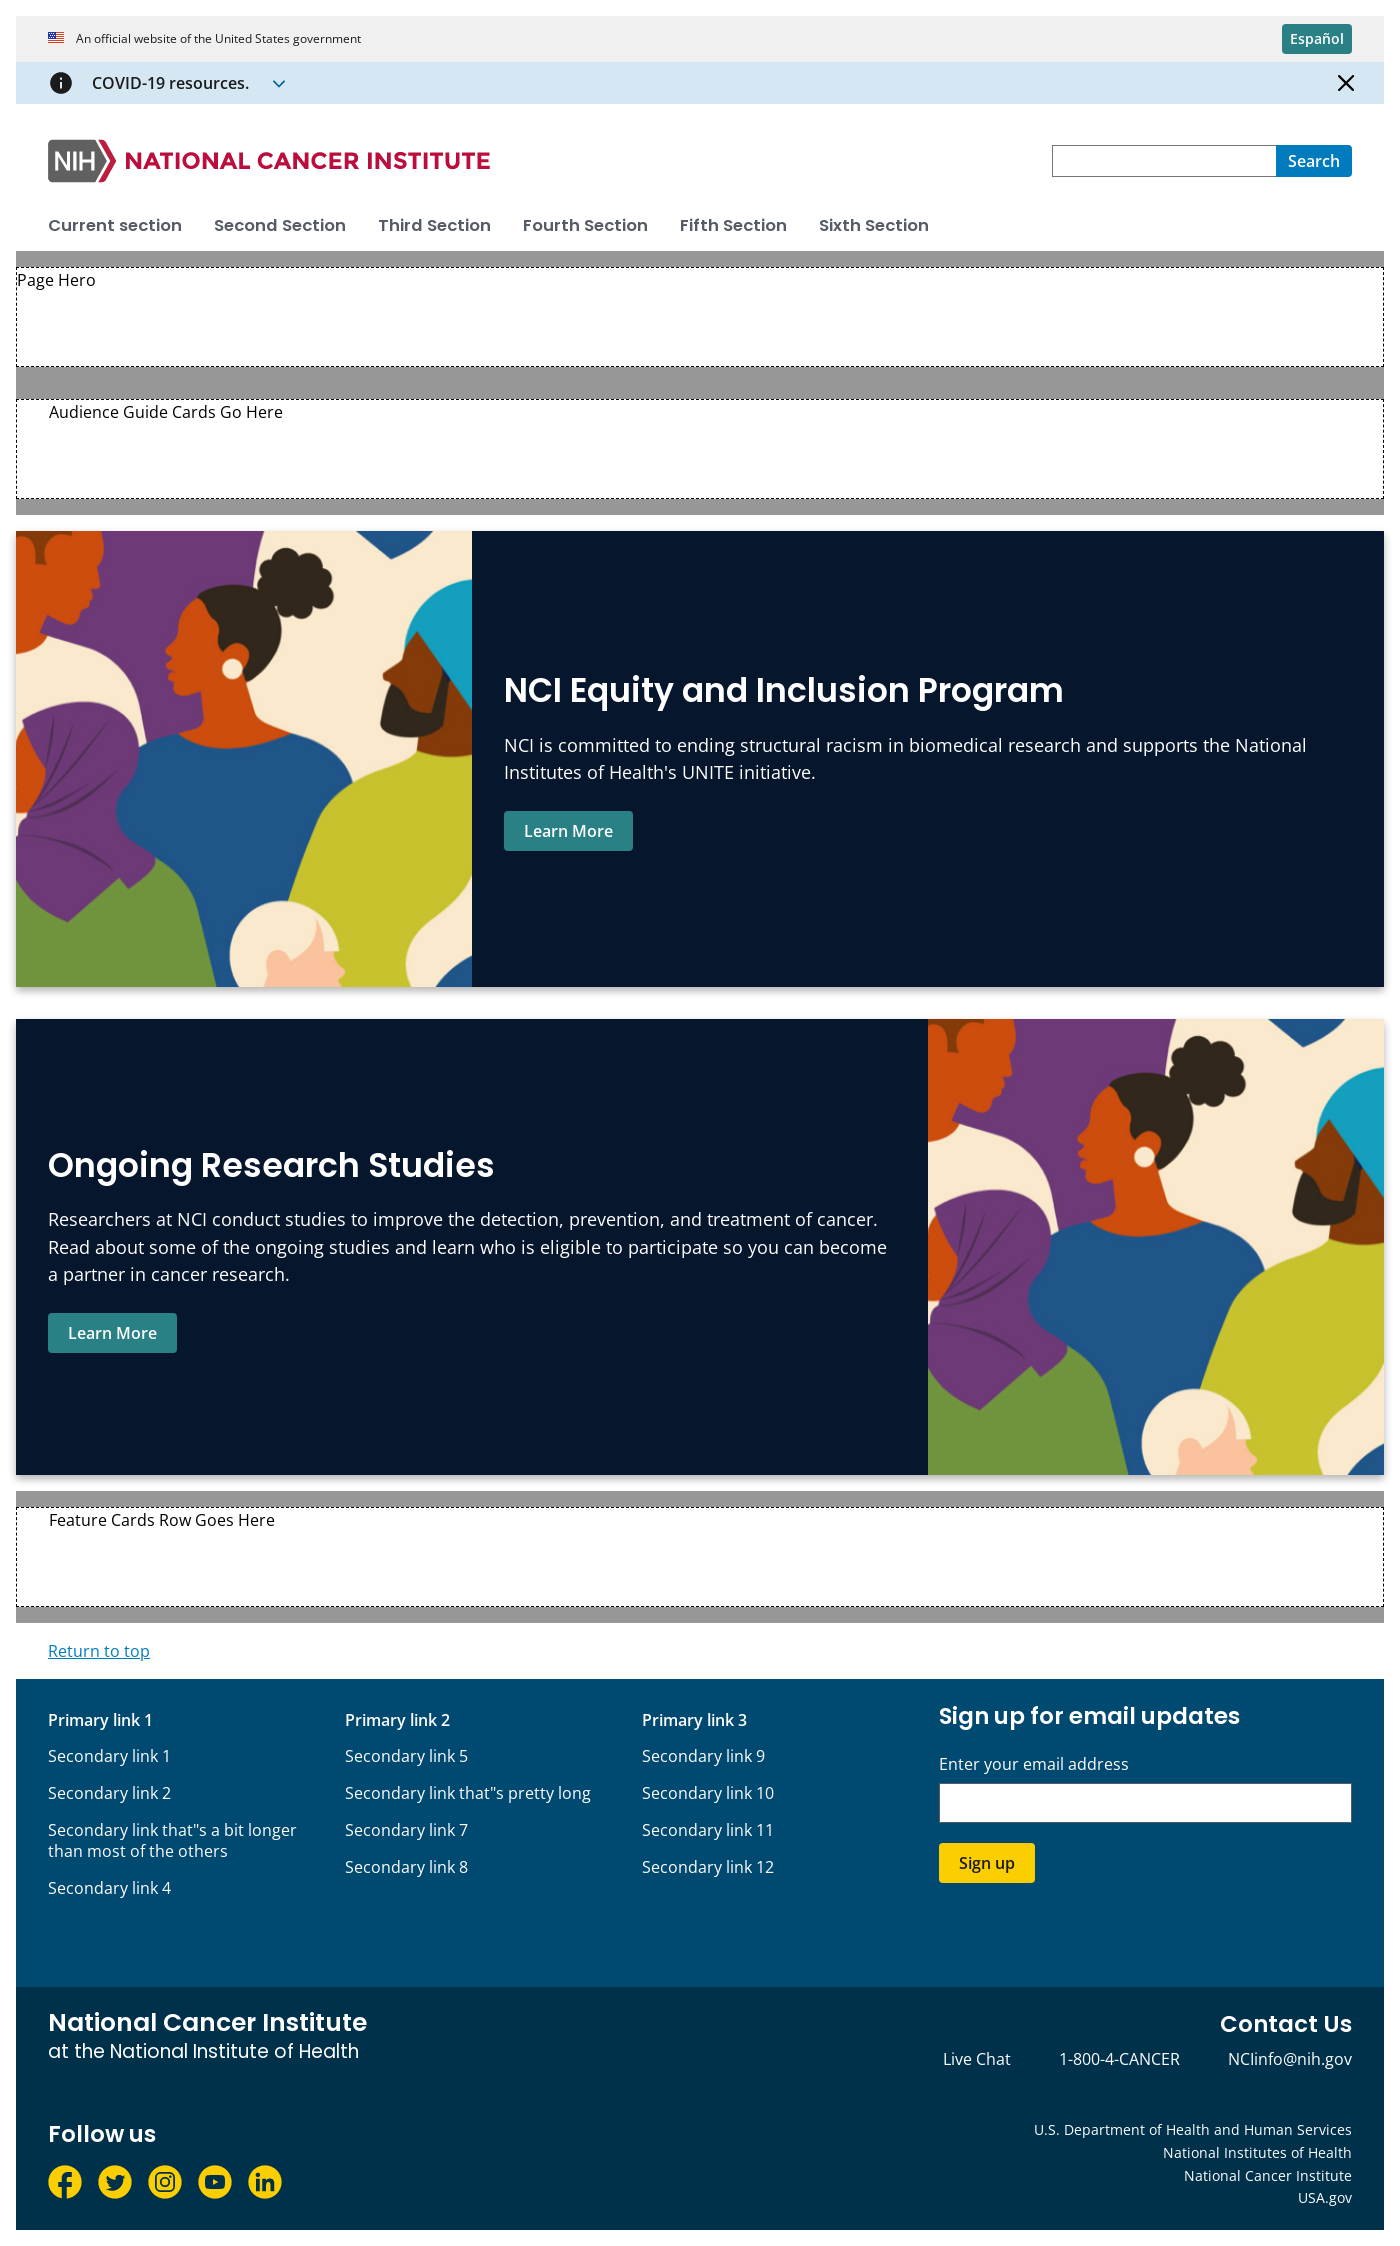 An official website of the United States government
Español
COVID-19 resources.
NIH NATIONAL CANCER INSTITUTE
Search
Current section
Second Section
Third Section
Fourth Section
Fifth Section
Sixth Section
Page Hero
Audience Guide Cards Go Here
NCI Equity and Inclusion Program
NCI is committed to ending structural racism in biomedical research and supports the National
Institutes of Health's UNITE initiative.
Learn More
Ongoing Research Studies
Researchers at NCI conduct studies to improve the detection, prevention, and treatment of cancer.
Read about some of the ongoing studies and learn who is eligible to participate so you can become
a partner in cancer research.
Learn More
Feature Cards Row Goes Here
Return to top
Primary link 1
Secondary link 1
Secondary link 2
Secondary link that"s a bit longer
than most of the others
Secondary link 4
Primary link 2
Secondary link 5
Secondary link that"s pretty long
Secondary link 7
Secondary link 8
Primary link 3
Secondary link 9
Secondary link 10
Secondary link 11
Secondary link 12
Sign up for email updates
Enter your email address
Sign up
National Cancer Institute
at the National Institute of Health
Contact Us
Live Chat
1-800-4-CANCER
NCIinfo@nih.gov
Follow us
U.S. Department of Health and Human Services
National Institutes of Health
National Cancer Institute
USA.gov